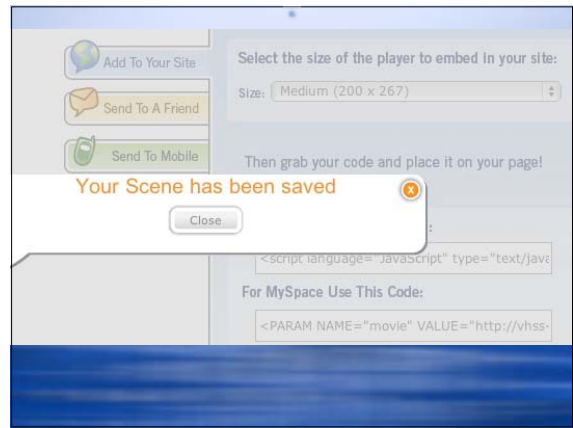 Add To Your Site
Send To A Friend
Send To Mobile
Select the size of the player to embed in your site:
Size: Medium (200 x 267)
Then grab your code and place it on your page!
Your Scene has been saved
X
Close
:
<script language="JavaScript" type="text/java
For MySpace Use This Code:
<PARAM NAME="movie" VALUE="http://vhss-